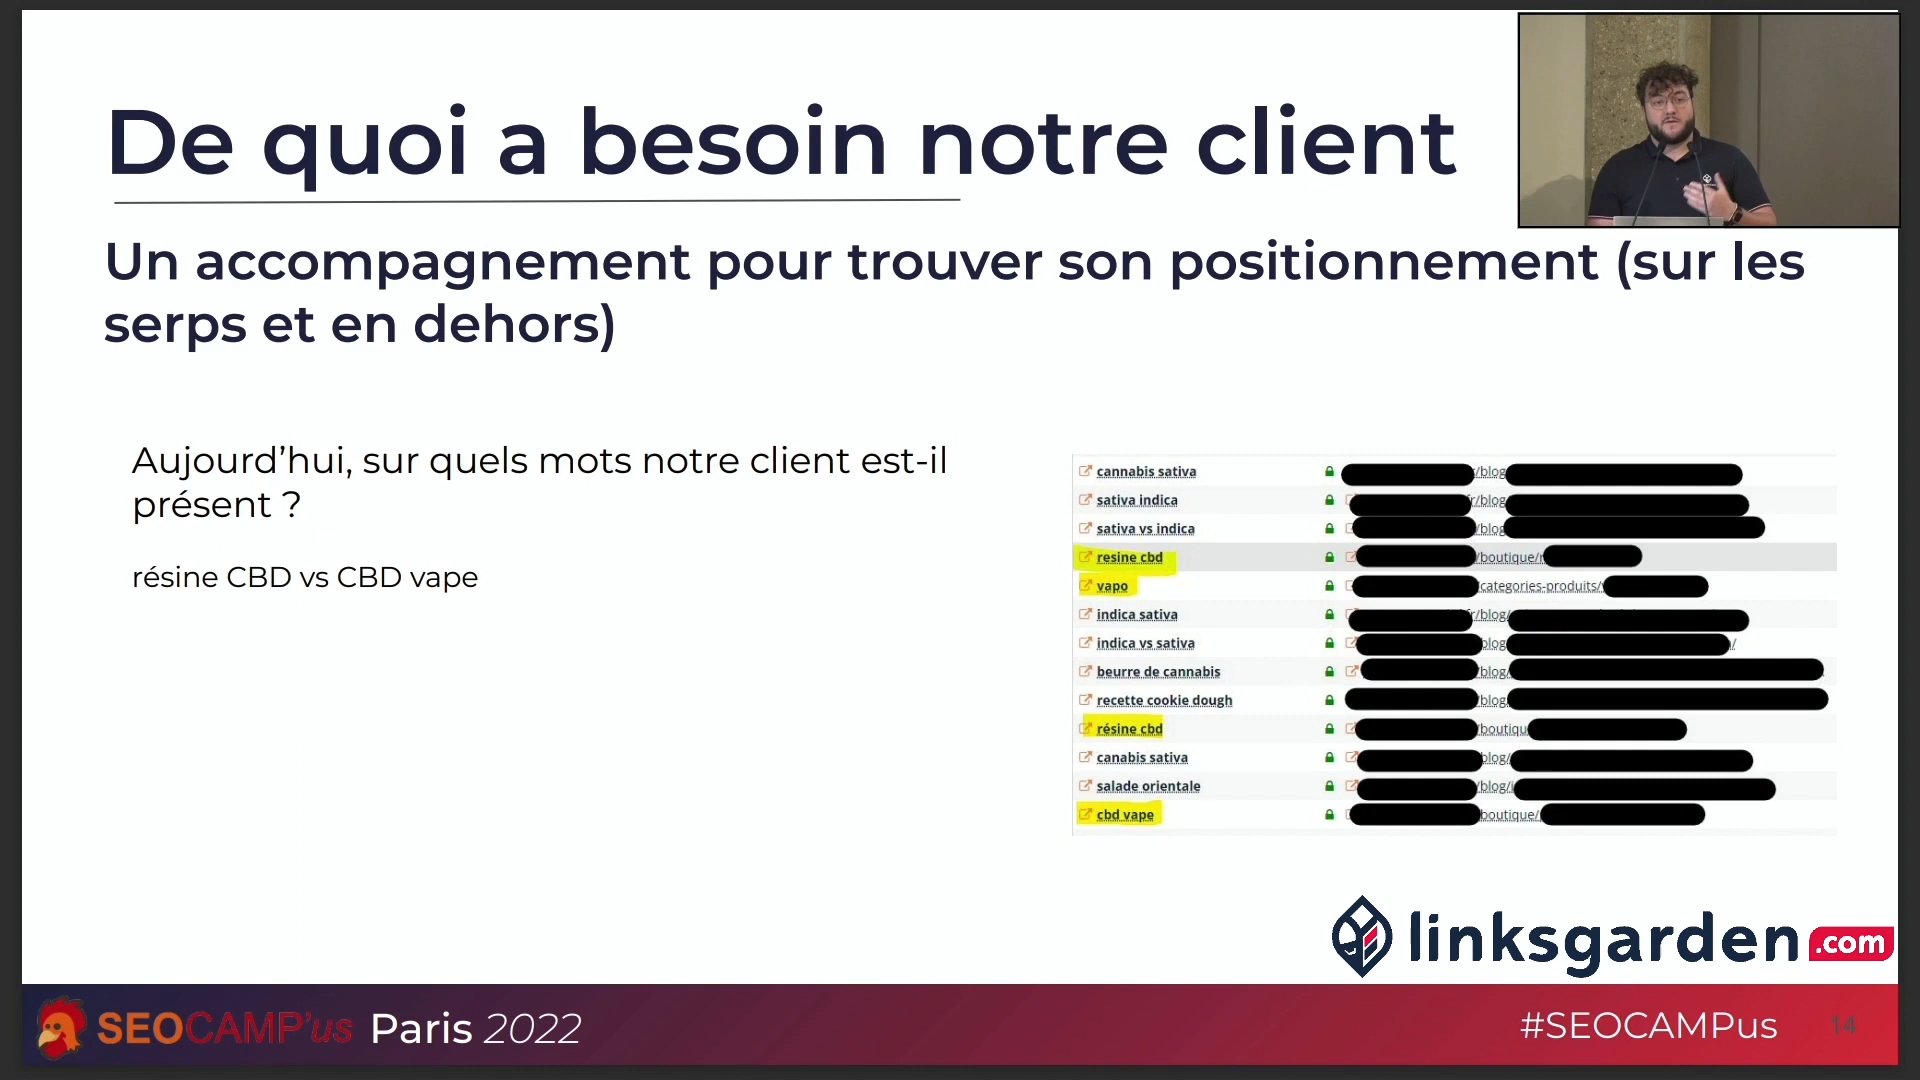 De quoi a besoin notre client
Un accompagnement pour trouver son positionnement (sur les
serps et en dehors)
Aujourd’hui, sur quels mots notre client est-il
présent ?
résine CBD vs CBD vape
cannabis sativa /blog
sativa indica /blog
sativa vs indica /blog
resine cbd /boutique/
vapo /categories-produits/
indica sativa /blog/
indica vs sativa blog
beurre de cannabis /blog
recette cookie dough /blog
résine cbd /boutiqu
canabis sativa blog/
salade orientale /blog/
cbd vape boutique/
linksgarden.com
SEOCAMP'us Paris 2022
#SEOCAMPus 14